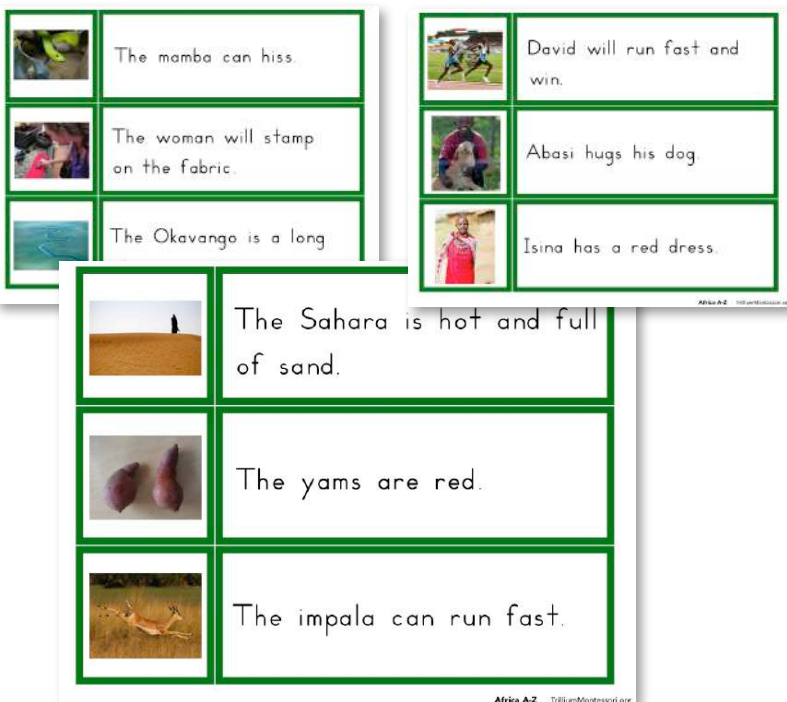 The mamba can hiss.
The woman will stamp
on the fabric.
The Okavango is a long
David will run fast and
win.
Abasi hugs his dog.
Isina has a red dress.
Africa A-Z TrilliumMontessori.or
The Sahara is hot and full
of sand.
The yams are red.
The impala can run fast.
Africa A-Z TrilliumMontessori.org